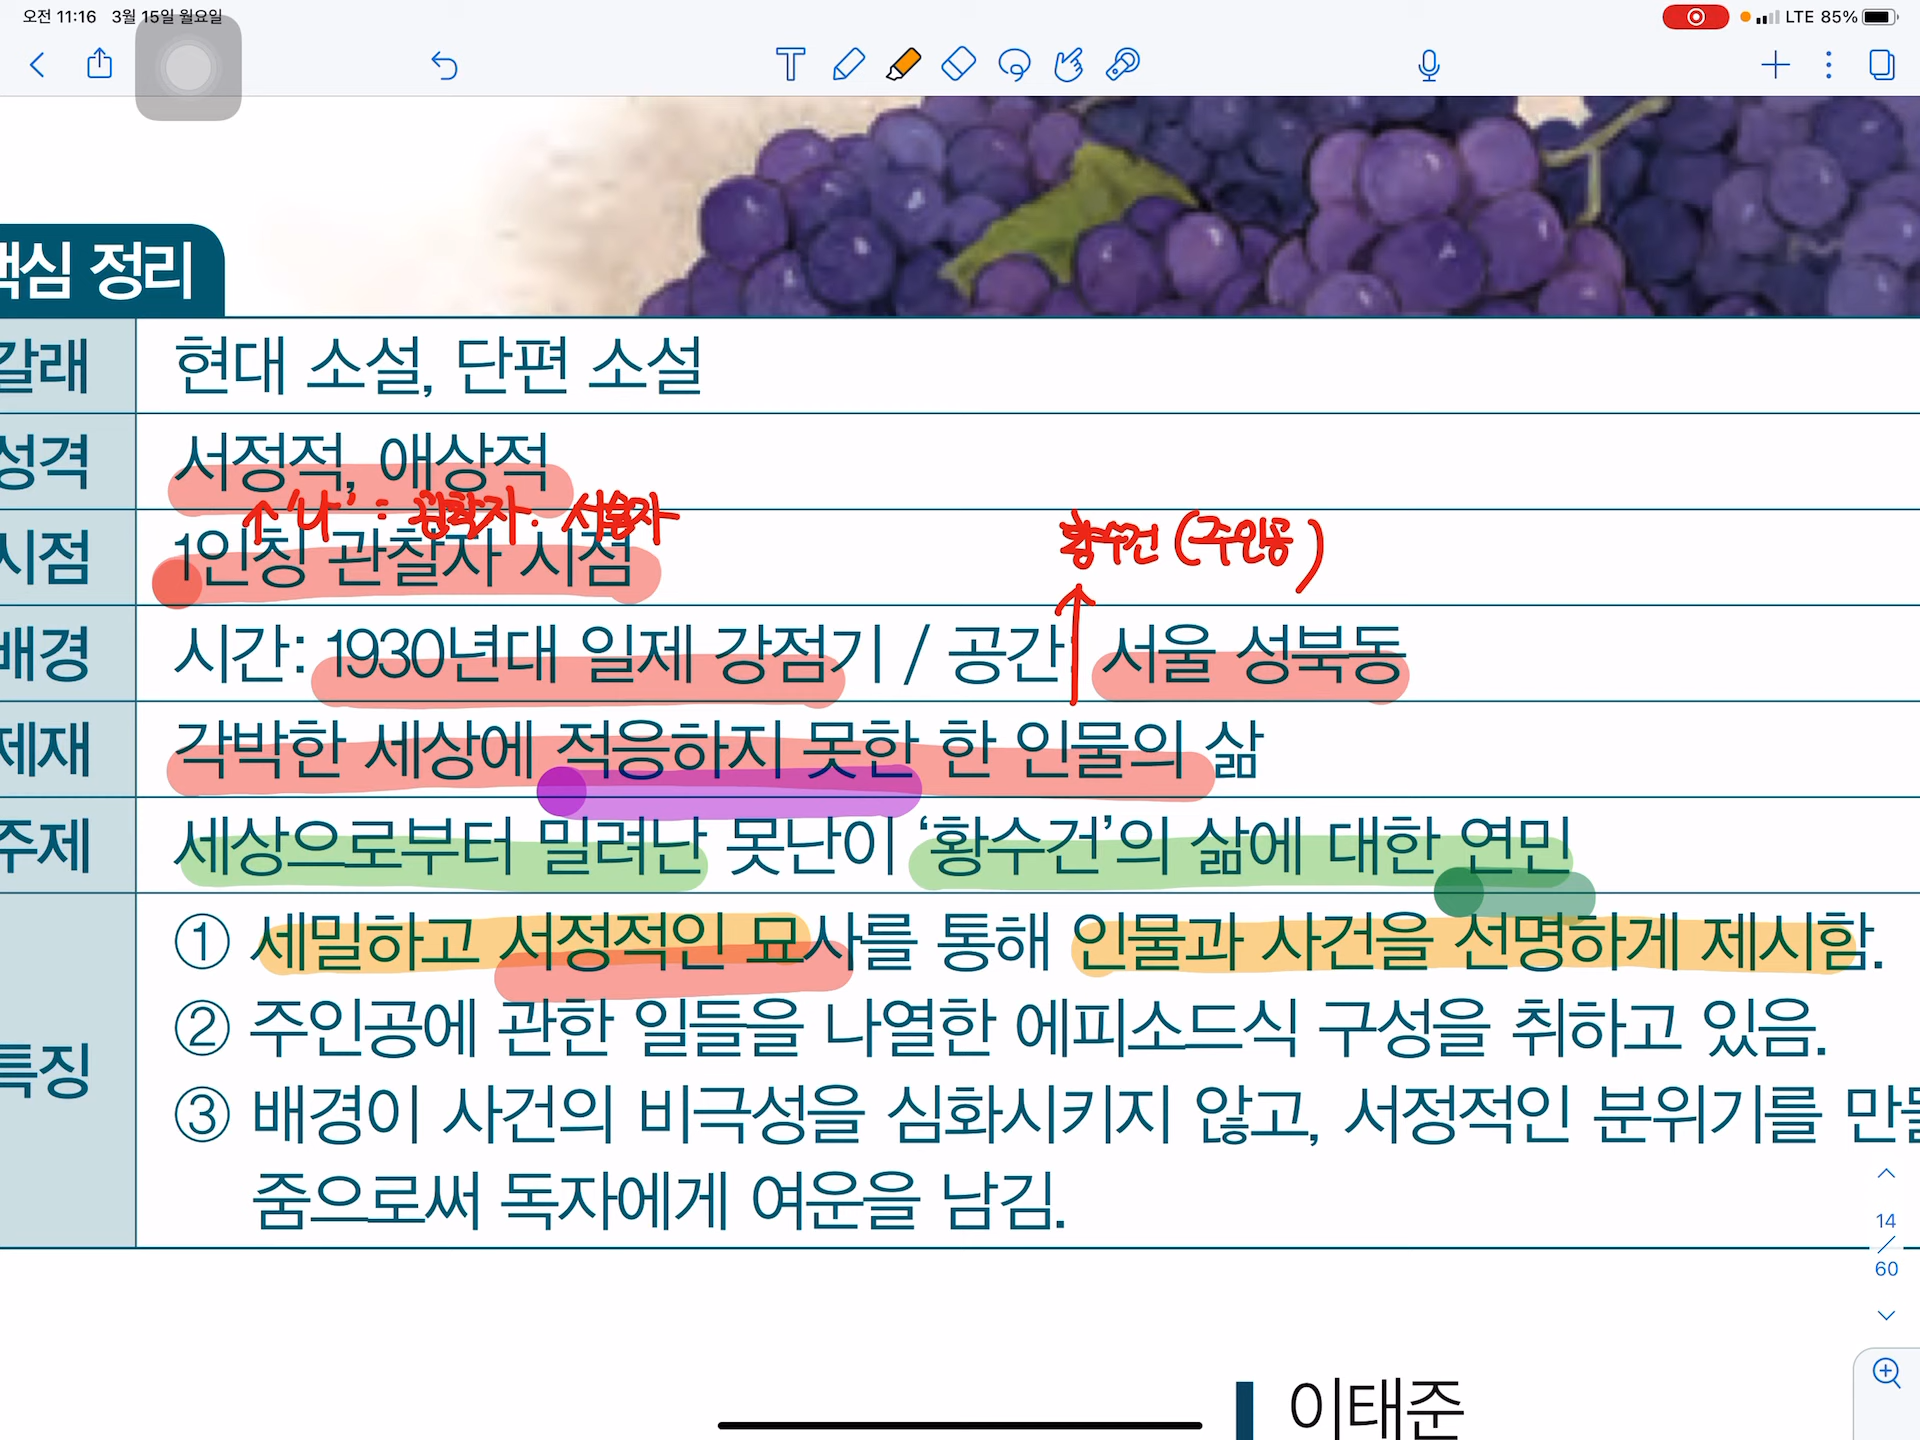 오전 11:16 3월 15일 월요일
LTE 85%
핵심 정리
갈래 현대 소설, 단편 소설
성격 서정적, 애상적
'나' : 관찰자. 서술자
시점 1인칭 관찰자 시점
황수건 (주인공)
배경 시간: 1930년대 일제 강점기 / 공간 서울 성북동
제재 각박한 세상에 적응하지 못한 한 인물의 삶
주제 세상으로부터 밀려난 못난이 '황수건'의 삶에 대한 연민
특징
① 세밀하고 서정적인 묘사를 통해 인물과 사건을 선명하게 제시함.
② 주인공에 관한 일들을 나열한 에피소드식 구성을 취하고 있음.
③ 배경이 사건의 비극성을 심화시키지 않고, 서정적인 분위기를 만들
줌으로써 독자에게 여운을 남김.
14
/
60
이태준